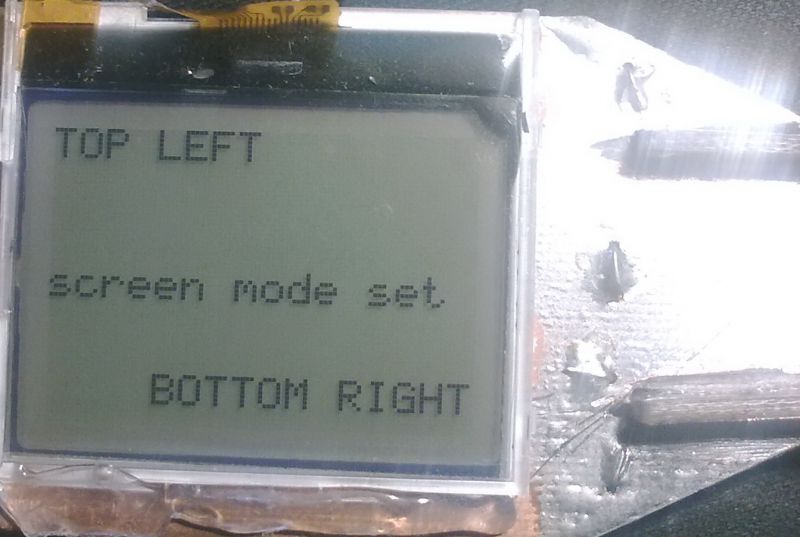 TOP LEFT
screen mode set
BOTTOM RIGHT